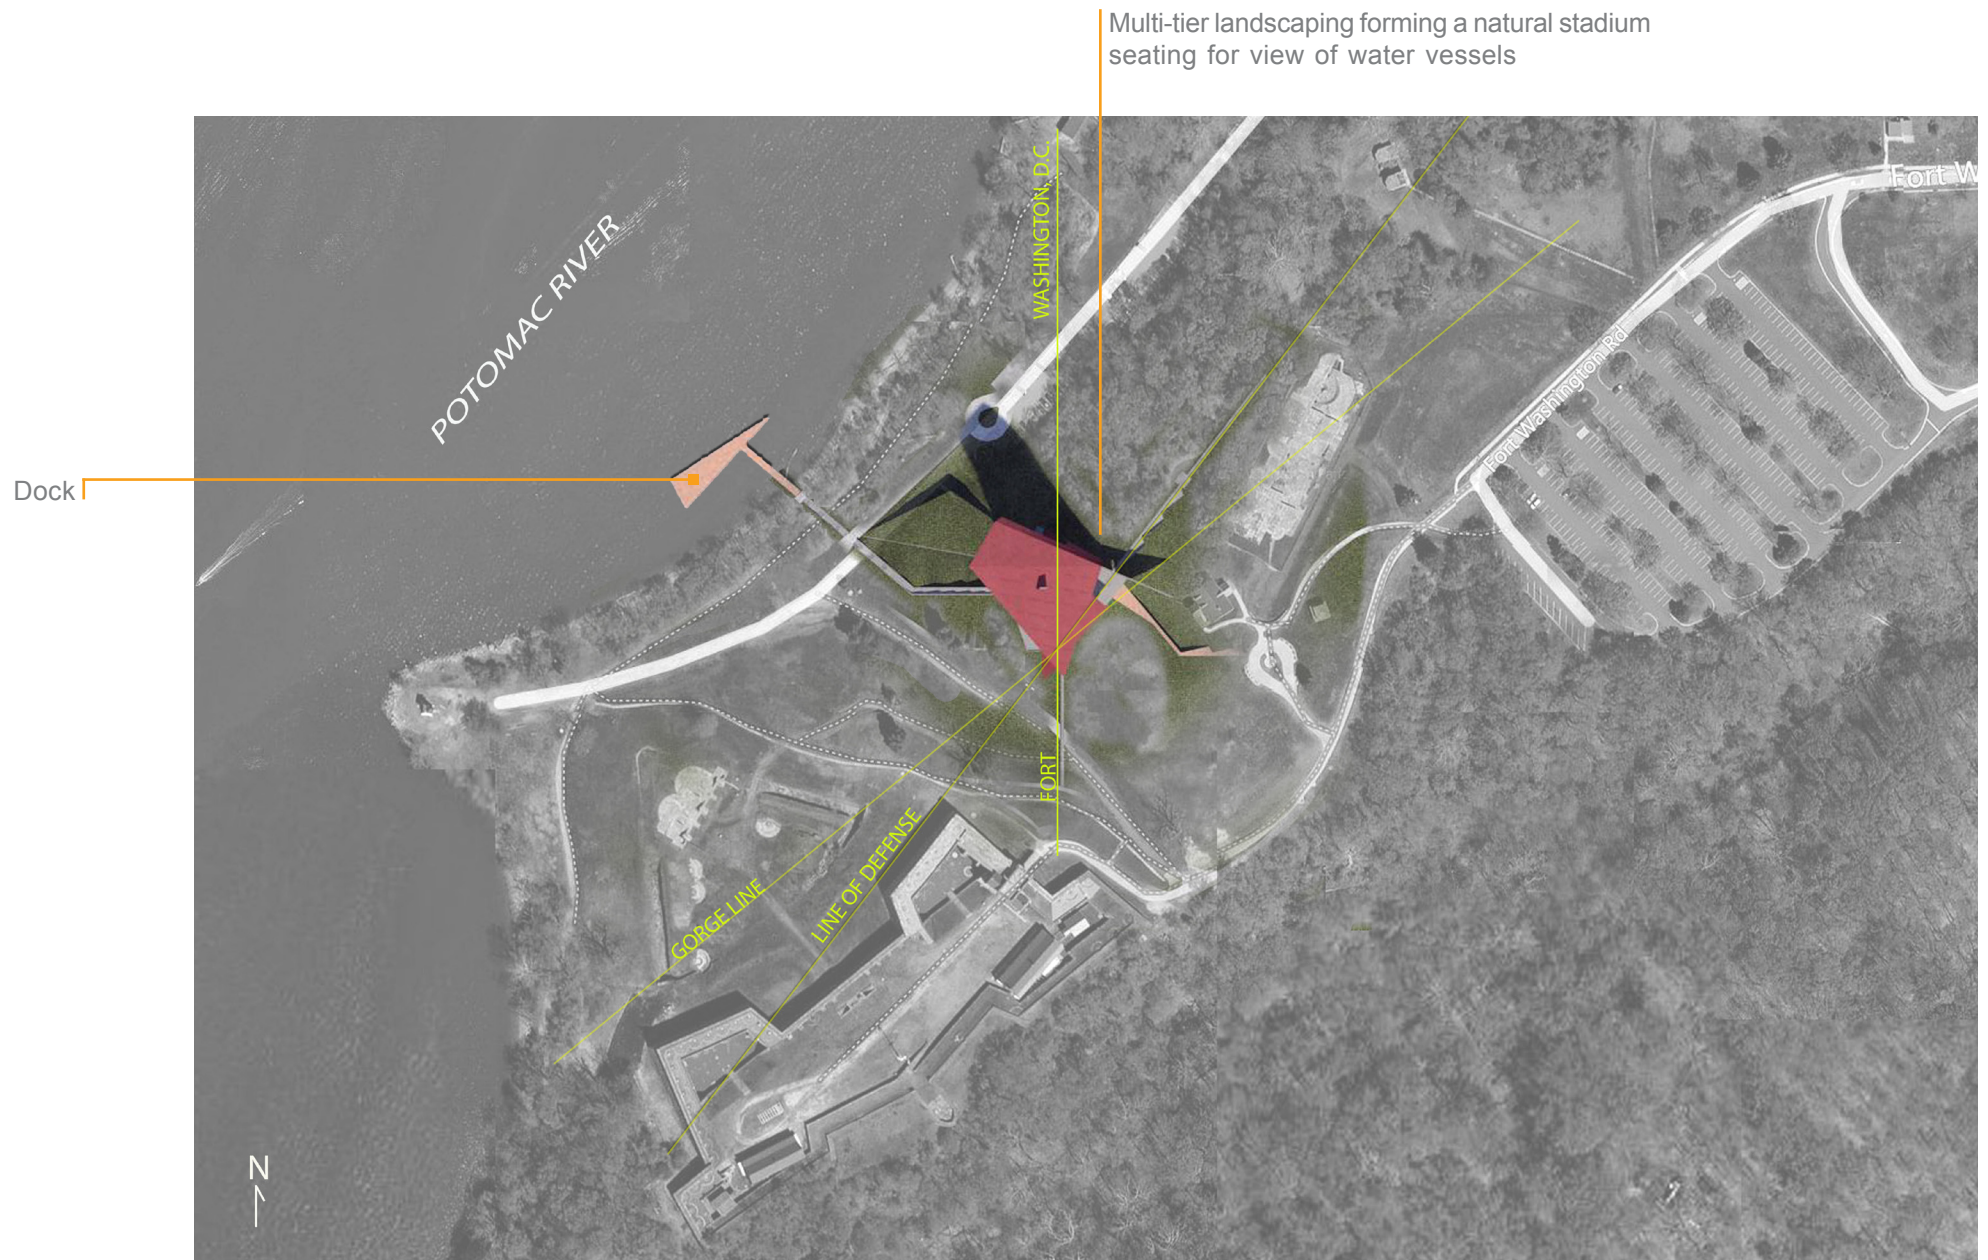 Multi-tier landscaping forming a natural stadium
seating for view of water vessels
WASHINGTON, D.C.
Fort W
POTOMAC RIVER
Fort Washington Rd
Dock
FORT
LINE OF DEFENSE
GORGE LINE
N